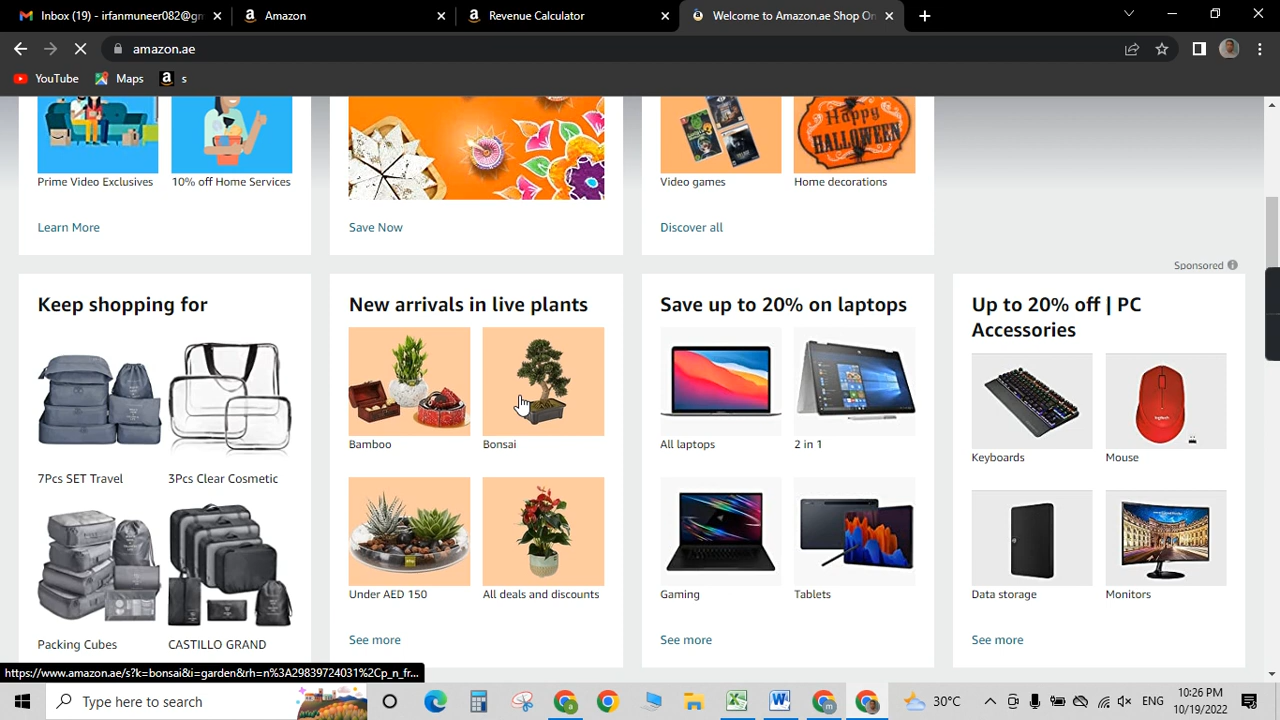 Inbox (19) - irfanmuneer082@gm
Amazon
Revenue Calculator
Welcome to Amazon.ae Shop On
amazon.ae
YouTube
Maps
s
Happy
HALLOWEEN
Prime Video Exclusives
10% off Home Services
Video games
Home decorations
Learn More
Save Now
Discover all
Sponsored
Keep shopping for
New arrivals in live plants
Save up to 20% on laptops
Up to 20% off | PC
Accessories
Bamboo
Bonsai
All laptops
2 in 1
Keyboards
Mouse
7Pcs SET Travel
3Pcs Clear Cosmetic
Under AED 150
All deals and discounts
Gaming
Tablets
Data storage
Monitors
Packing Cubes
CASTILLO GRAND
See more
See more
See more
https://www.amazon.ae/s?k=bonsai&i=garden&rh=n%3A29839724031%2Cp_n_fr...
Type here to search
30°C
10:26 PM
10/19/2022